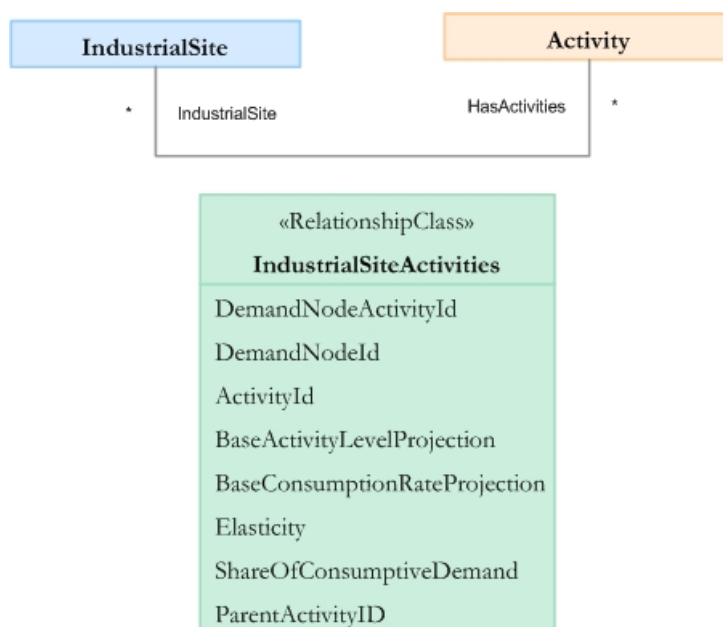 IndustrialSite
Activity
* IndustrialSite
HasActivities *
«RelationshipClass»
IndustrialSiteActivities
DemandNodeActivityId
DemandNodeId
ActivityId
BaseActivityLevelProjection
BaseConsumptionRateProjection
Elasticity
ShareOfConsumptiveDemand
ParentActivityID